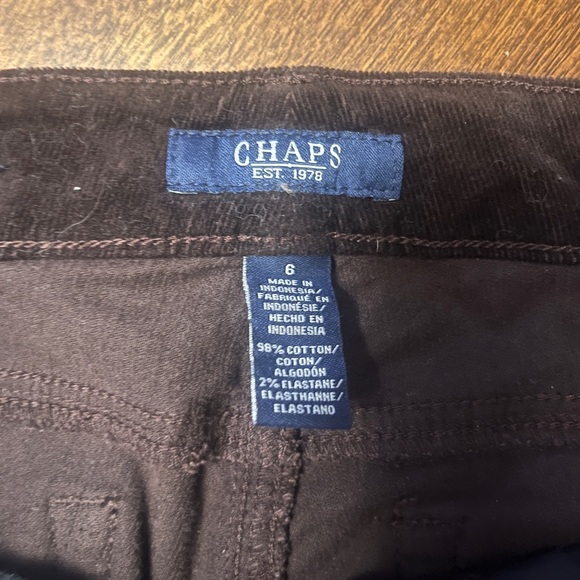 CHAPS
EST. 1978
6
MADE IN
INDONESIA/
FABRIQUÉ EN
INDONÉSIE/
HECHO EN
INDONESIA
98% COTTON/
COTON/
ALGODÓN
2% ELASTANE/
ELASTHANNE/
ELASTANO